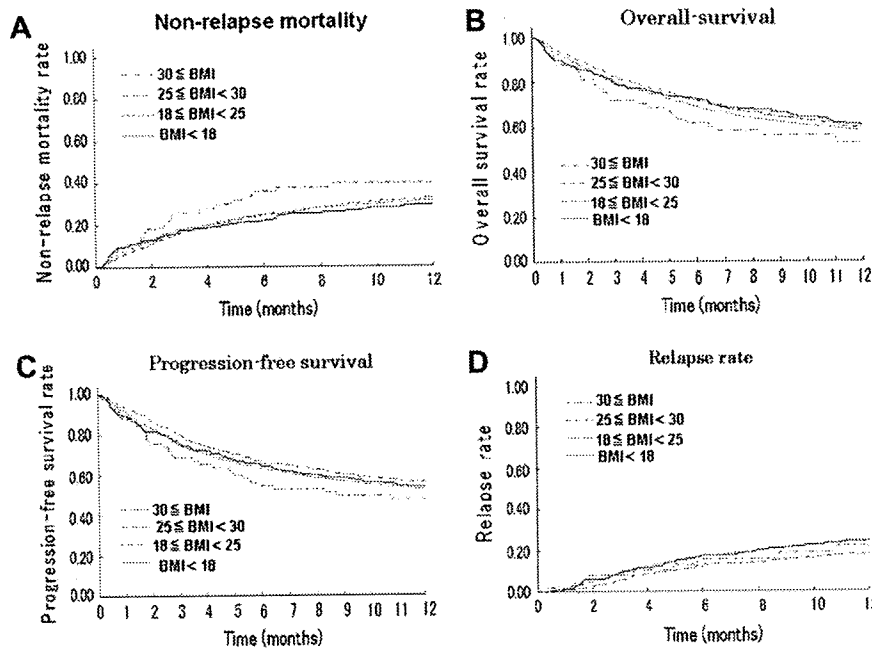 A
Non-relapse mortality
Non-relapse mortality rate
1.00
0.80
0.60
0.40
0.20
0.00
30≦BMI
25≦BMI<30
18≦BMI<25
BMI<18
0 2 4 6 8 10 12
Time (months)
B
Overall-survival
Overall survival rate
1.00
0.80
0.60
0.40
0.20
0.00
30≦BMI
25≦BMI<30
18≦BMI<25
BMI<18
0 1 2 3 4 5 6 7 8 9 10 11 12
Time (months)
C
Progression-free survival
Progression-free survival rate
1.00
0.80
0.60
0.40
0.20
0.00
30≦BMI
25≦BMI<30
18≦BMI<25
BMI<18
0 1 2 3 4 5 6 7 8 9 10 11 12
Time (months)
D
Relapse rate
Relapse rate
1.00
0.80
0.60
0.40
0.20
0.00
30≦BMI
25≦BMI<30
18≦BMI<25
BMI<18
0 2 4 6 8 10 12
Time (months)